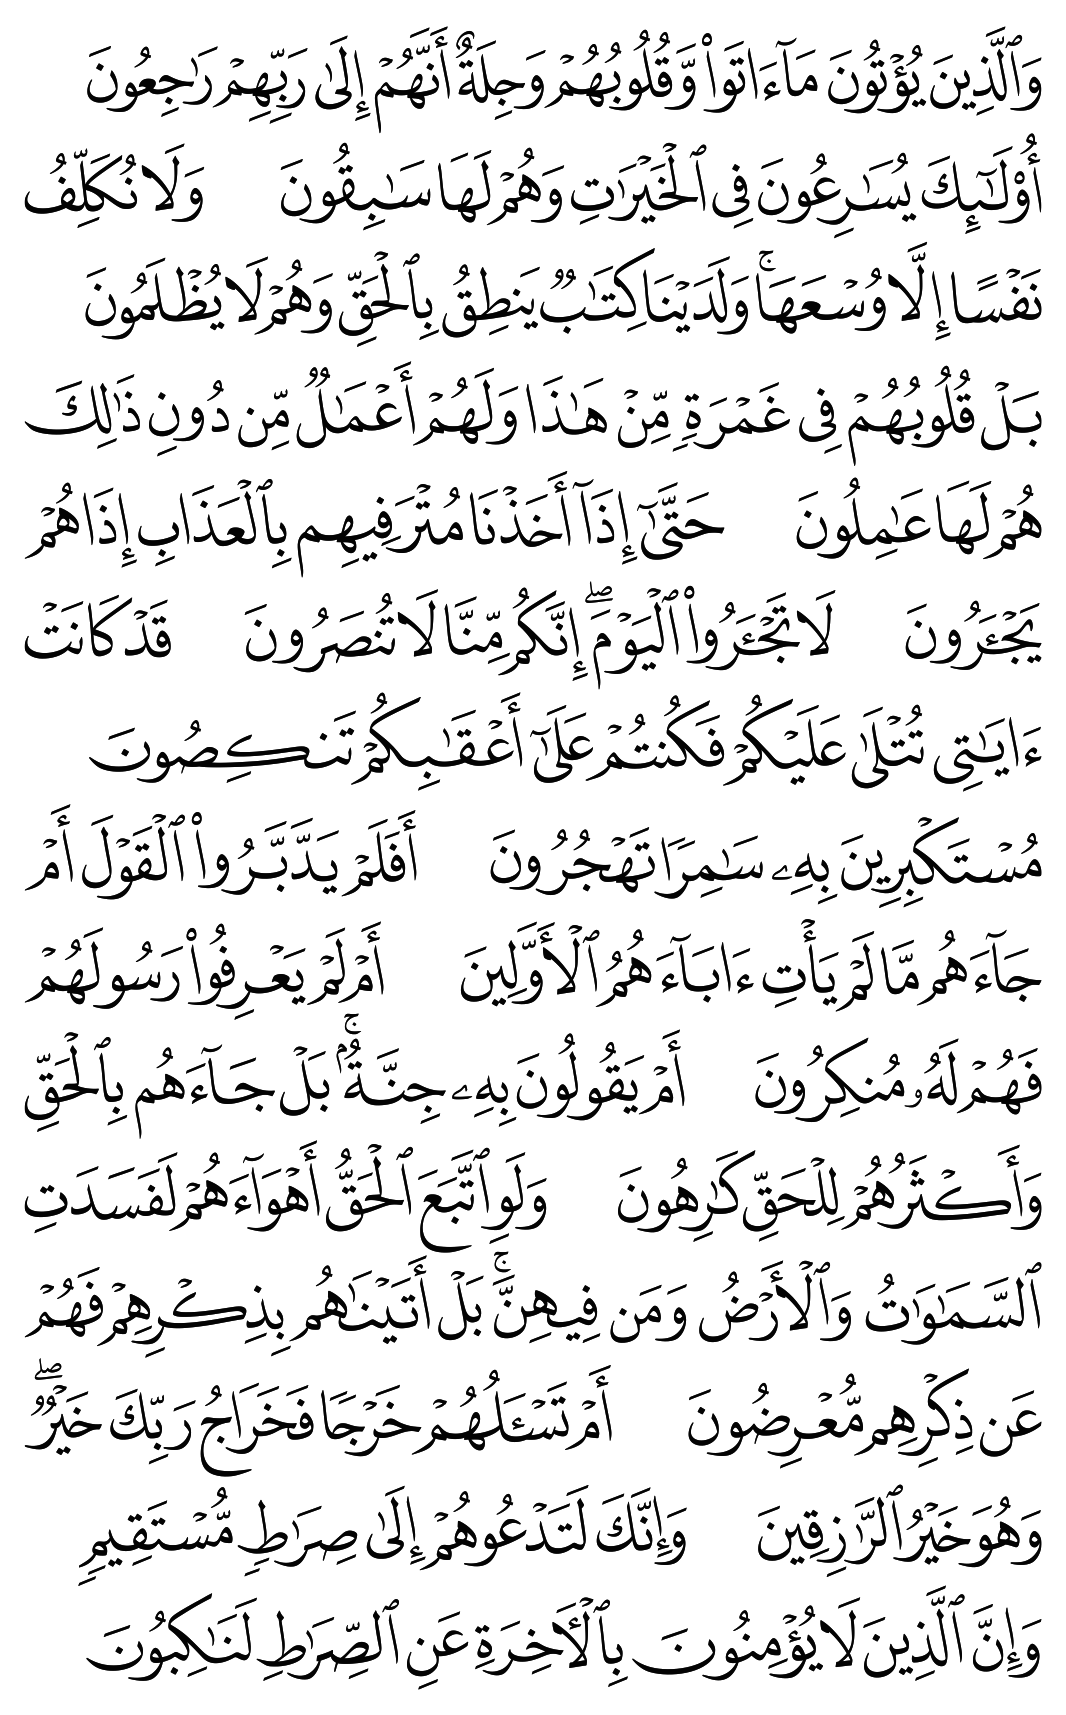 وَٱلَّذِينَ يُؤْتُونَ مَآ ءَاتَوا۟ وَّقُلُوبُهُمْ وَجِلَةٌ أَنَّهُمْ إِلَىٰ رَبِّهِمْ رَٰجِعُونَ
أُو۟لَـٰٓئِكَ يُسَـٰرِعُونَ فِى ٱلْخَيْرَٰتِ وَهُمْ لَهَا سَـٰبِقُونَ وَلَا نُكَلِّفُ
نَفْسًا إِلَّا وُسْعَهَا ۚ وَلَدَيْنَا كِتَـٰبٌ يَنطِقُ بِٱلْحَقِّ وَهُمْ لَا يُظْلَمُونَ
بَلْ قُلُوبُهُمْ فِى غَمْرَةٍ مِّنْ هَـٰذَا وَلَهُمْ أَعْمَـٰلٌ مِّن دُونِ ذَٰلِكَ
هُمْ لَهَا عَـٰمِلُونَ حَتَّىٰٓ إِذَآ أَخَذْنَا مُتْرَفِيهِم بِٱلْعَذَابِ إِذَا هُمْ
يَجْـَٔرُونَ لَا تَجْـَٔرُوا۟ ٱلْيَوْمَ ۖ إِنَّكُم مِّنَّا لَا تُنصَرُونَ قَدْ كَانَتْ
ءَايَـٰتِى تُتْلَىٰ عَلَيْكُمْ فَكُنتُمْ عَلَىٰٓ أَعْقَـٰبِكُمْ تَنكِصُونَ
مُسْتَكْبِرِينَ بِهِۦ سَـٰمِرًا تَهْجُرُونَ أَفَلَمْ يَدَّبَّرُوا۟ ٱلْقَوْلَ أَمْ
جَآءَهُم مَّا لَمْ يَأْتِ ءَابَآءَهُمُ ٱلْأَوَّلِينَ أَمْ لَمْ يَعْرِفُوا۟ رَسُولَهُمْ
فَهُمْ لَهُۥ مُنكِرُونَ أَمْ يَقُولُونَ بِهِۦ جِنَّةٌۢ ۚ بَلْ جَآءَهُم بِٱلْحَقِّ
وَأَكْثَرُهُمْ لِلْحَقِّ كَـٰرِهُونَ وَلَوِ ٱتَّبَعَ ٱلْحَقُّ أَهْوَآءَهُمْ لَفَسَدَتِ
ٱلسَّمَـٰوَٰتُ وَٱلْأَرْضُ وَمَن فِيهِنَّ ۚ بَلْ أَتَيْنَـٰهُم بِذِكْرِهِمْ فَهُمْ
عَن ذِكْرِهِم مُّعْرِضُونَ أَمْ تَسْـَٔلُهُمْ خَرْجًا فَخَرَاجُ رَبِّكَ خَيْرٌ ۖ
وَهُوَ خَيْرُ ٱلرَّٰزِقِينَ وَإِنَّكَ لَتَدْعُوهُمْ إِلَىٰ صِرَٰطٍ مُّسْتَقِيمٍ
وَإِنَّ ٱلَّذِينَ لَا يُؤْمِنُونَ بِٱلْـَٔاخِرَةِ عَنِ ٱلصِّرَٰطِ لَنَـٰكِبُونَ